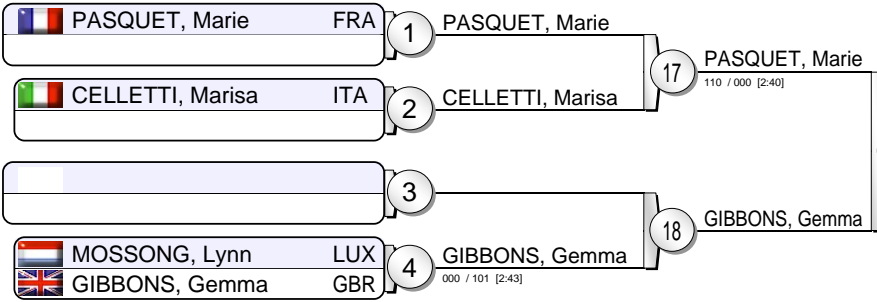 PASQUET, Marie FRA
1
PASQUET, Marie
17
PASQUET, Marie
110 / 000 [2:40]
CELLETTI, Marisa ITA
2
CELLETTI, Marisa
3
18
GIBBONS, Gemma
MOSSONG, Lynn LUX
GIBBONS, Gemma GBR
4
GIBBONS, Gemma
000 / 101 [2:43]